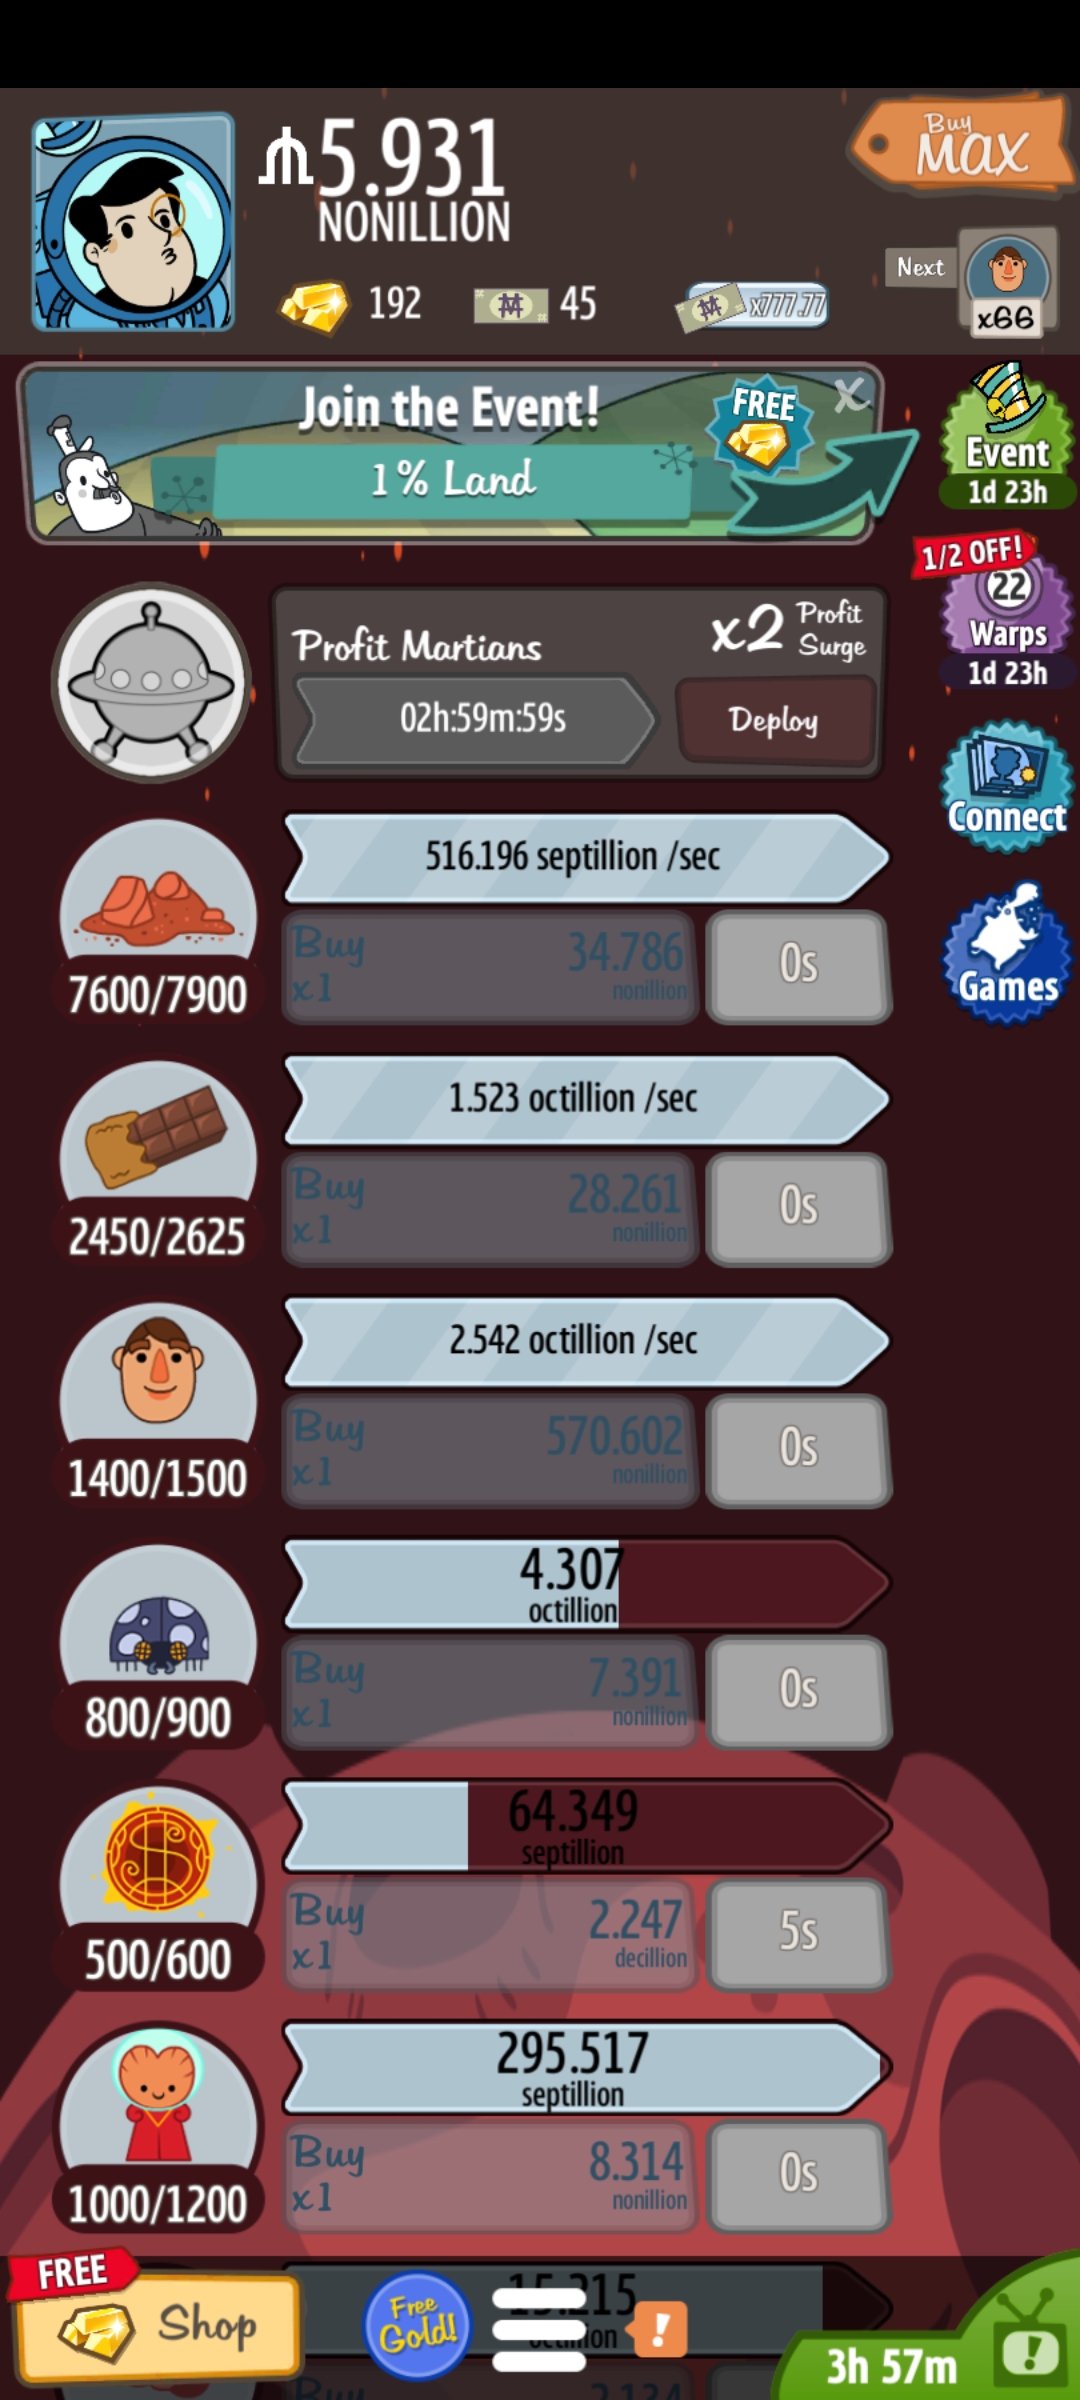 5.931
NONILLION
Buy
MAX
192
45
x777.77
Next
x66
Join the Event!
FREE
X
1% Land
Event
1d 23h
1/2 OFF!
22
Warps
1d 23h
Profit Martians
x2 Profit Surge
02h:59m:59s
Deploy
Connect
516.196 septillion /sec
Buy
x1
34.786
nonillion
0s
7600/7900
Games
1.523 octillion /sec
Buy
x1
28.261
nonillion
0s
2450/2625
2.542 octillion /sec
Buy
x1
570.602
nonillion
0s
1400/1500
4.307
octillion
Buy
x1
7.391
nonillion
0s
800/900
64.349
septillion
Buy
x1
2.247
decillion
5s
500/600
295.517
septillion
Buy
x1
8.314
nonillion
0s
1000/1200
FREE
Shop
Free
Gold!
15.215
!
3h 57m
!
Buy